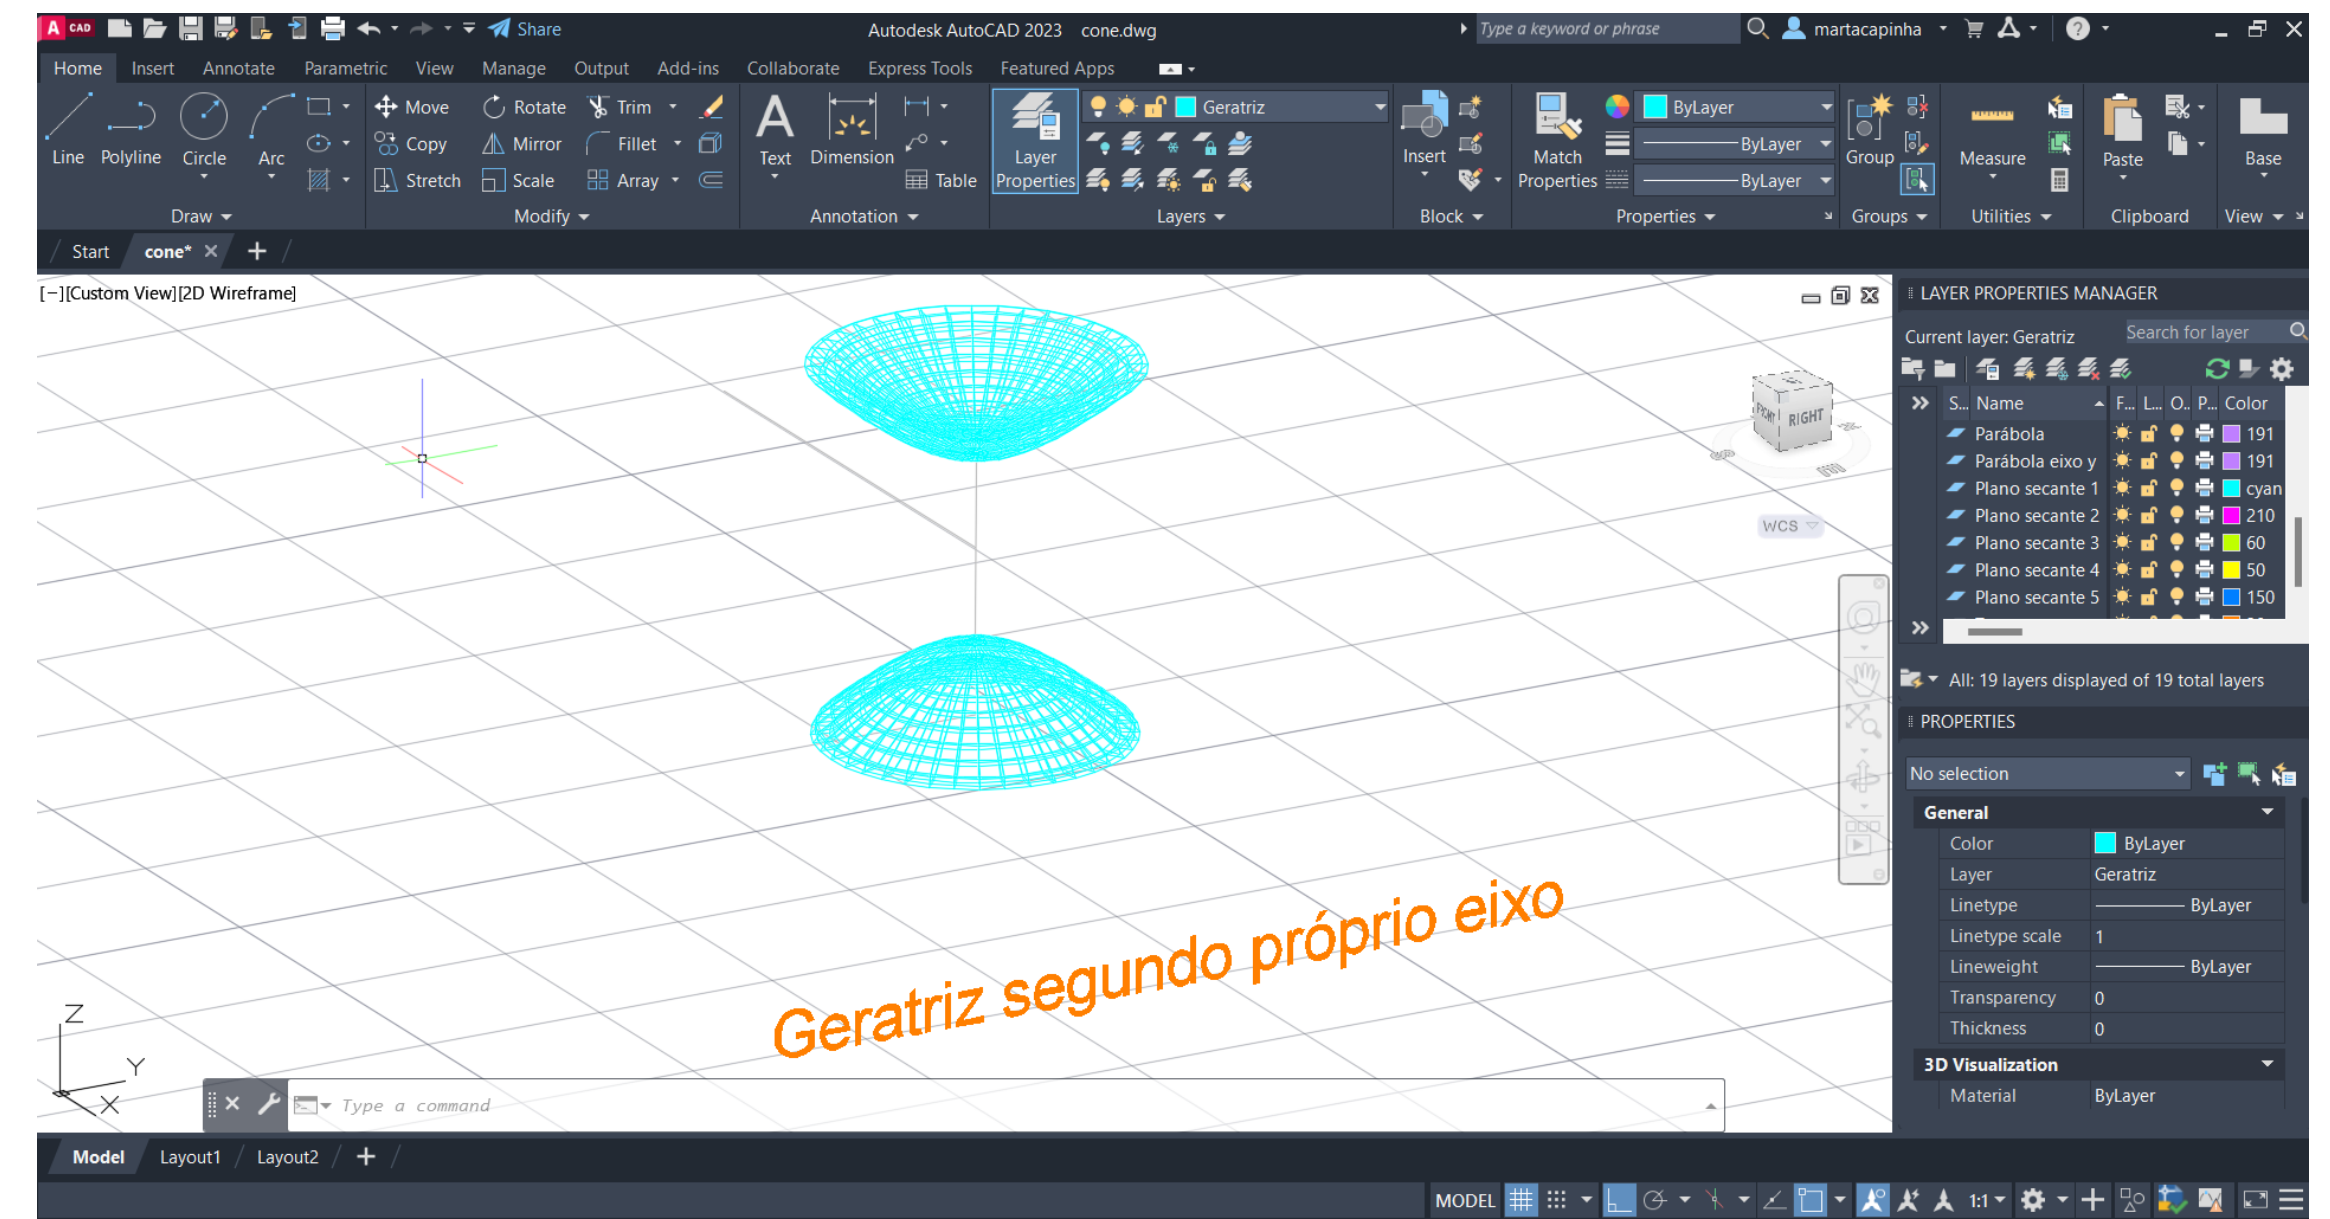 A CAD Share Autodesk AutoCAD 2023 cone.dwg Type a keyword or phrase martacapinha
Home Insert Annotate Parametric View Manage Output Add-ins Collaborate Express Tools Featured Apps
Move Rotate Trim Geratriz ByLayer
Line Polyline Circle Arc Copy Mirror Fillet Text Dimension Layer Properties Insert Match Properties ByLayer Group Measure Paste Base
Stretch Scale Array Table ByLayer
Draw Modify Annotation Layers Block Properties Groups Utilities Clipboard View
Start cone* +
[−][Custom View][2D Wireframe]
FRONT RIGHT
WCS
Geratriz segundo próprio eixo
Z
Y
X
Type a command
LAYER PROPERTIES MANAGER
Current layer: Geratriz Search for layer
S.. Name F... L... O.. P... Color
Parábola 191
Parábola eixo y 191
Plano secante 1 cyan
Plano secante 2 210
Plano secante 3 60
Plano secante 4 50
Plano secante 5 150
All: 19 layers displayed of 19 total layers
PROPERTIES
No selection
General
Color ByLayer
Layer Geratriz
Linetype ByLayer
Linetype scale 1
Lineweight ByLayer
Transparency 0
Thickness 0
3D Visualization
Material ByLayer
Model Layout1 Layout2 +
MODEL 1:1